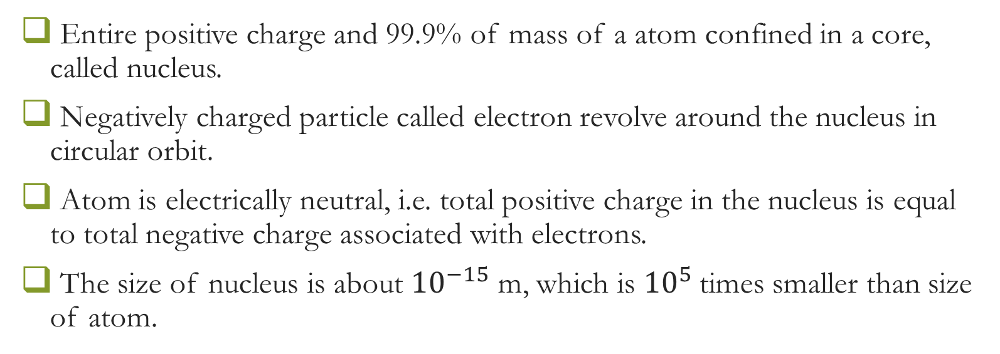 ❑ Entire positive charge and 99.9% of mass of a atom confined in a core,
called nucleus.
❑ Negatively charged particle called electron revolve around the nucleus in
circular orbit.
❑ Atom is electrically neutral, i.e. total positive charge in the nucleus is equal
to total negative charge associated with electrons.
❑ The size of nucleus is about 10⁻¹⁵ m, which is 10⁵ times smaller than size
of atom.